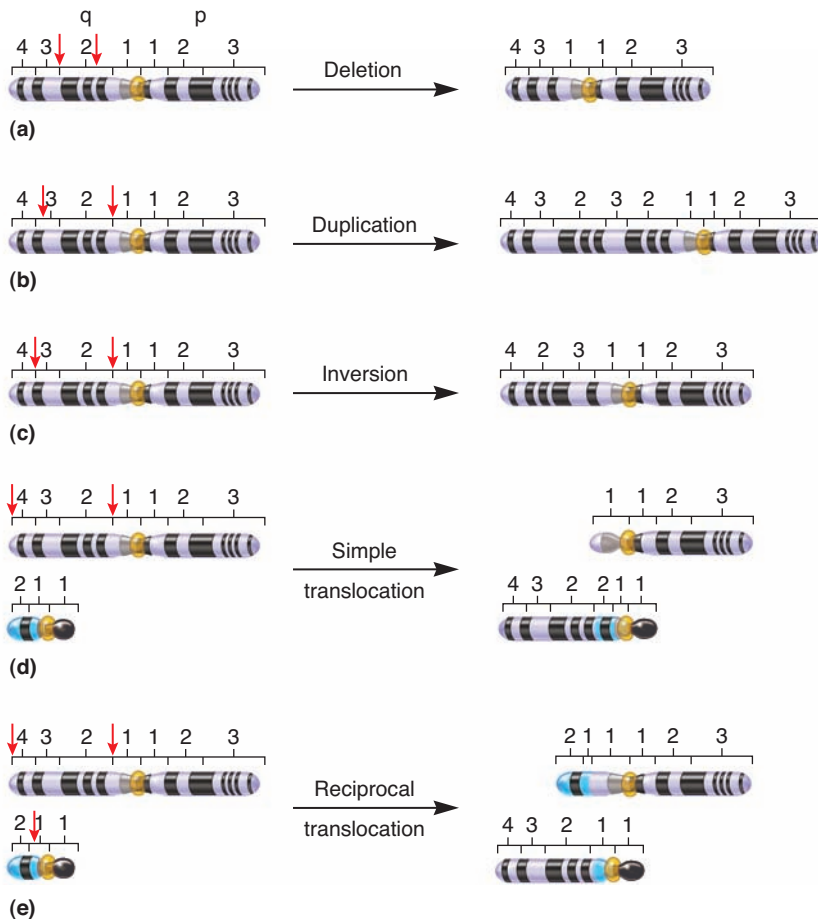 q p
4 3 2 1 1 2 3
Deletion
4 3 1 1 2 3
(a)
4 3 2 1 1 2 3
Duplication
4 3 2 3 2 1 1 2 3
(b)
4 3 2 1 1 2 3
Inversion
4 2 3 1 1 2 3
(c)
4 3 2 1 1 2 3
2 1 1
Simple
translocation
1 1 2 3
4 3 2 2 1 1
(d)
4 3 2 1 1 2 3
2 1 1
Reciprocal
translocation
2 1 1 1 2 3
4 3 2 1 1
(e)